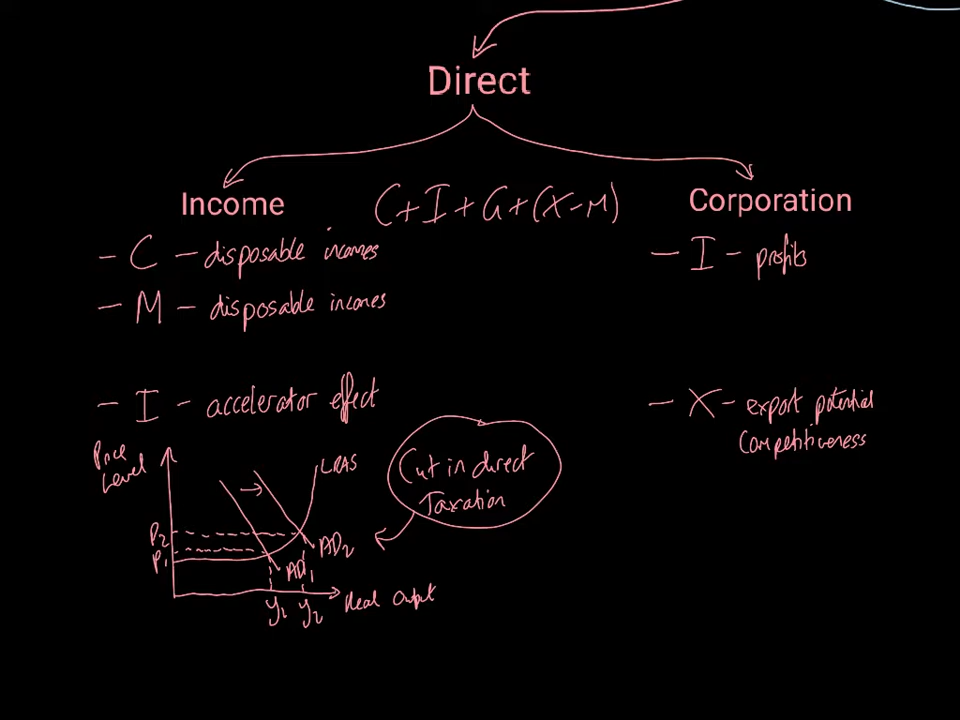 Direct
Income
C+I+G+(X-M)
Corporation
- C - disposable incomes
- M - disposable incomes
- I - accelerator effect
- I - profits
- X - export potential
Competitiveness
Price
Level
LRAS
Cut in direct
Taxation
P2
P1
AD2
AD1
Y1 Y2
Real Output